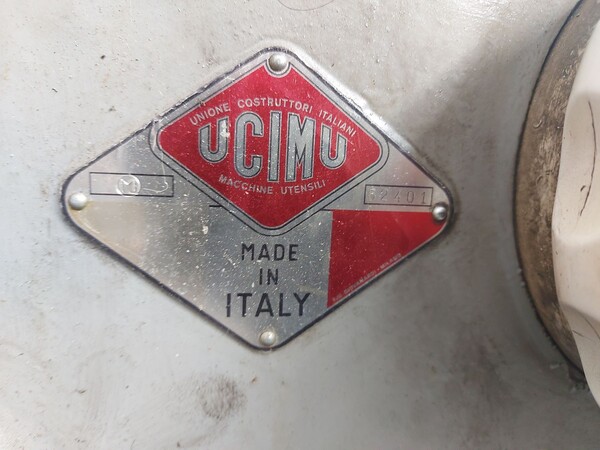 UNIONE COSTRUTTORI ITALIANI
UCIMU
MACCHINE UTENSILI
MADE
IN
ITALY